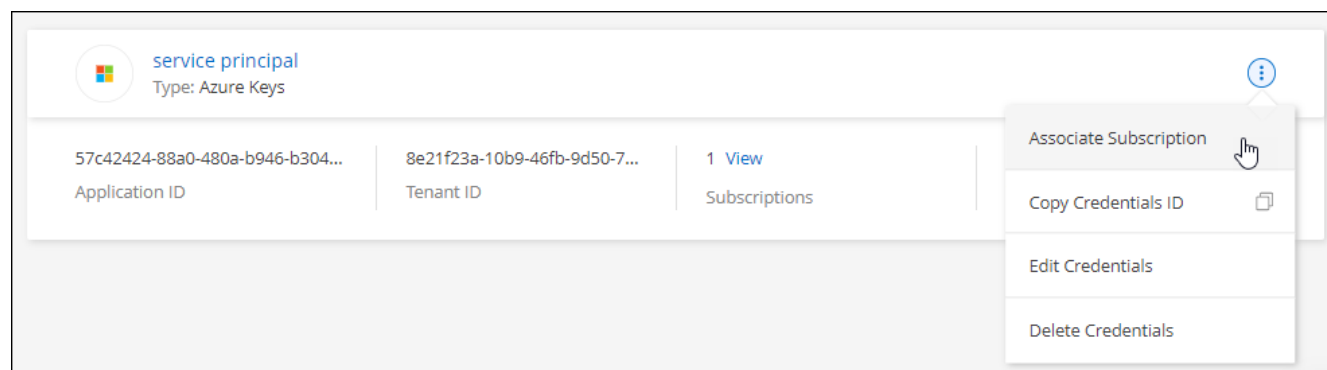 service principal
Type: Azure Keys
57c42424-88a0-480a-b946-b304...
Application ID
8e21f23a-10b9-46fb-9d50-7...
Tenant ID
1 View
Subscriptions
Associate Subscription
Copy Credentials ID
Edit Credentials
Delete Credentials